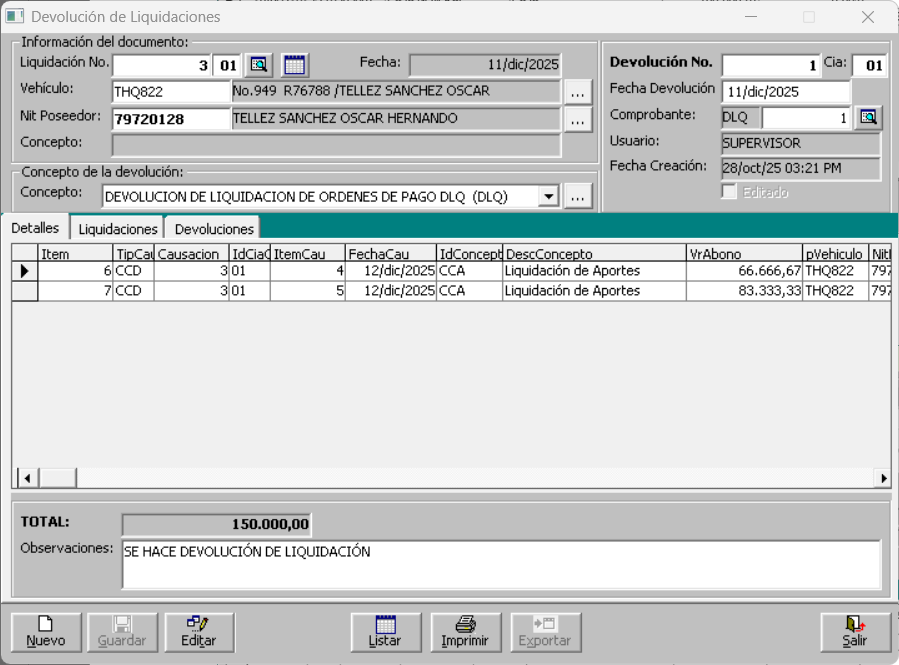 Devolución de Liquidaciones
Información del documento:
Liquidación No. 3 01 Fecha: 11/dic/2025
Vehículo: THQ822 No.949 R76788 /TELLEZ SANCHEZ OSCAR ...
Nit Poseedor: 79720128 TELLEZ SANCHEZ OSCAR HERNANDO ...
Concepto:
Concepto de la devolución:
Concepto: DEVOLUCION DE LIQUIDACION DE ORDENES DE PAGO DLQ (DLQ) ...
Devolución No. 1 Cia: 01
Fecha Devolución 11/dic/2025
Comprobante: DLQ 1
Usuario: SUPERVISOR
Fecha Creación: 28/oct/25 03:21 PM
Editado
Detalles Liquidaciones Devoluciones
Item TipCau Causacion IdCiaC ItemCau FechaCau IdConcept DescConcepto VrAbono pVehiculo Nit
6 CCD 3 01 4 12/dic/2025 CCA Liquidación de Aportes 66.666,67 THQ822 797
7 CCD 3 01 5 12/dic/2025 CCA Liquidación de Aportes 83.333,33 THQ822 797
TOTAL: 150.000,00
Observaciones: SE HACE DEVOLUCIÓN DE LIQUIDACIÓN
Nuevo Guardar Editar Listar Imprimir Exportar Salir